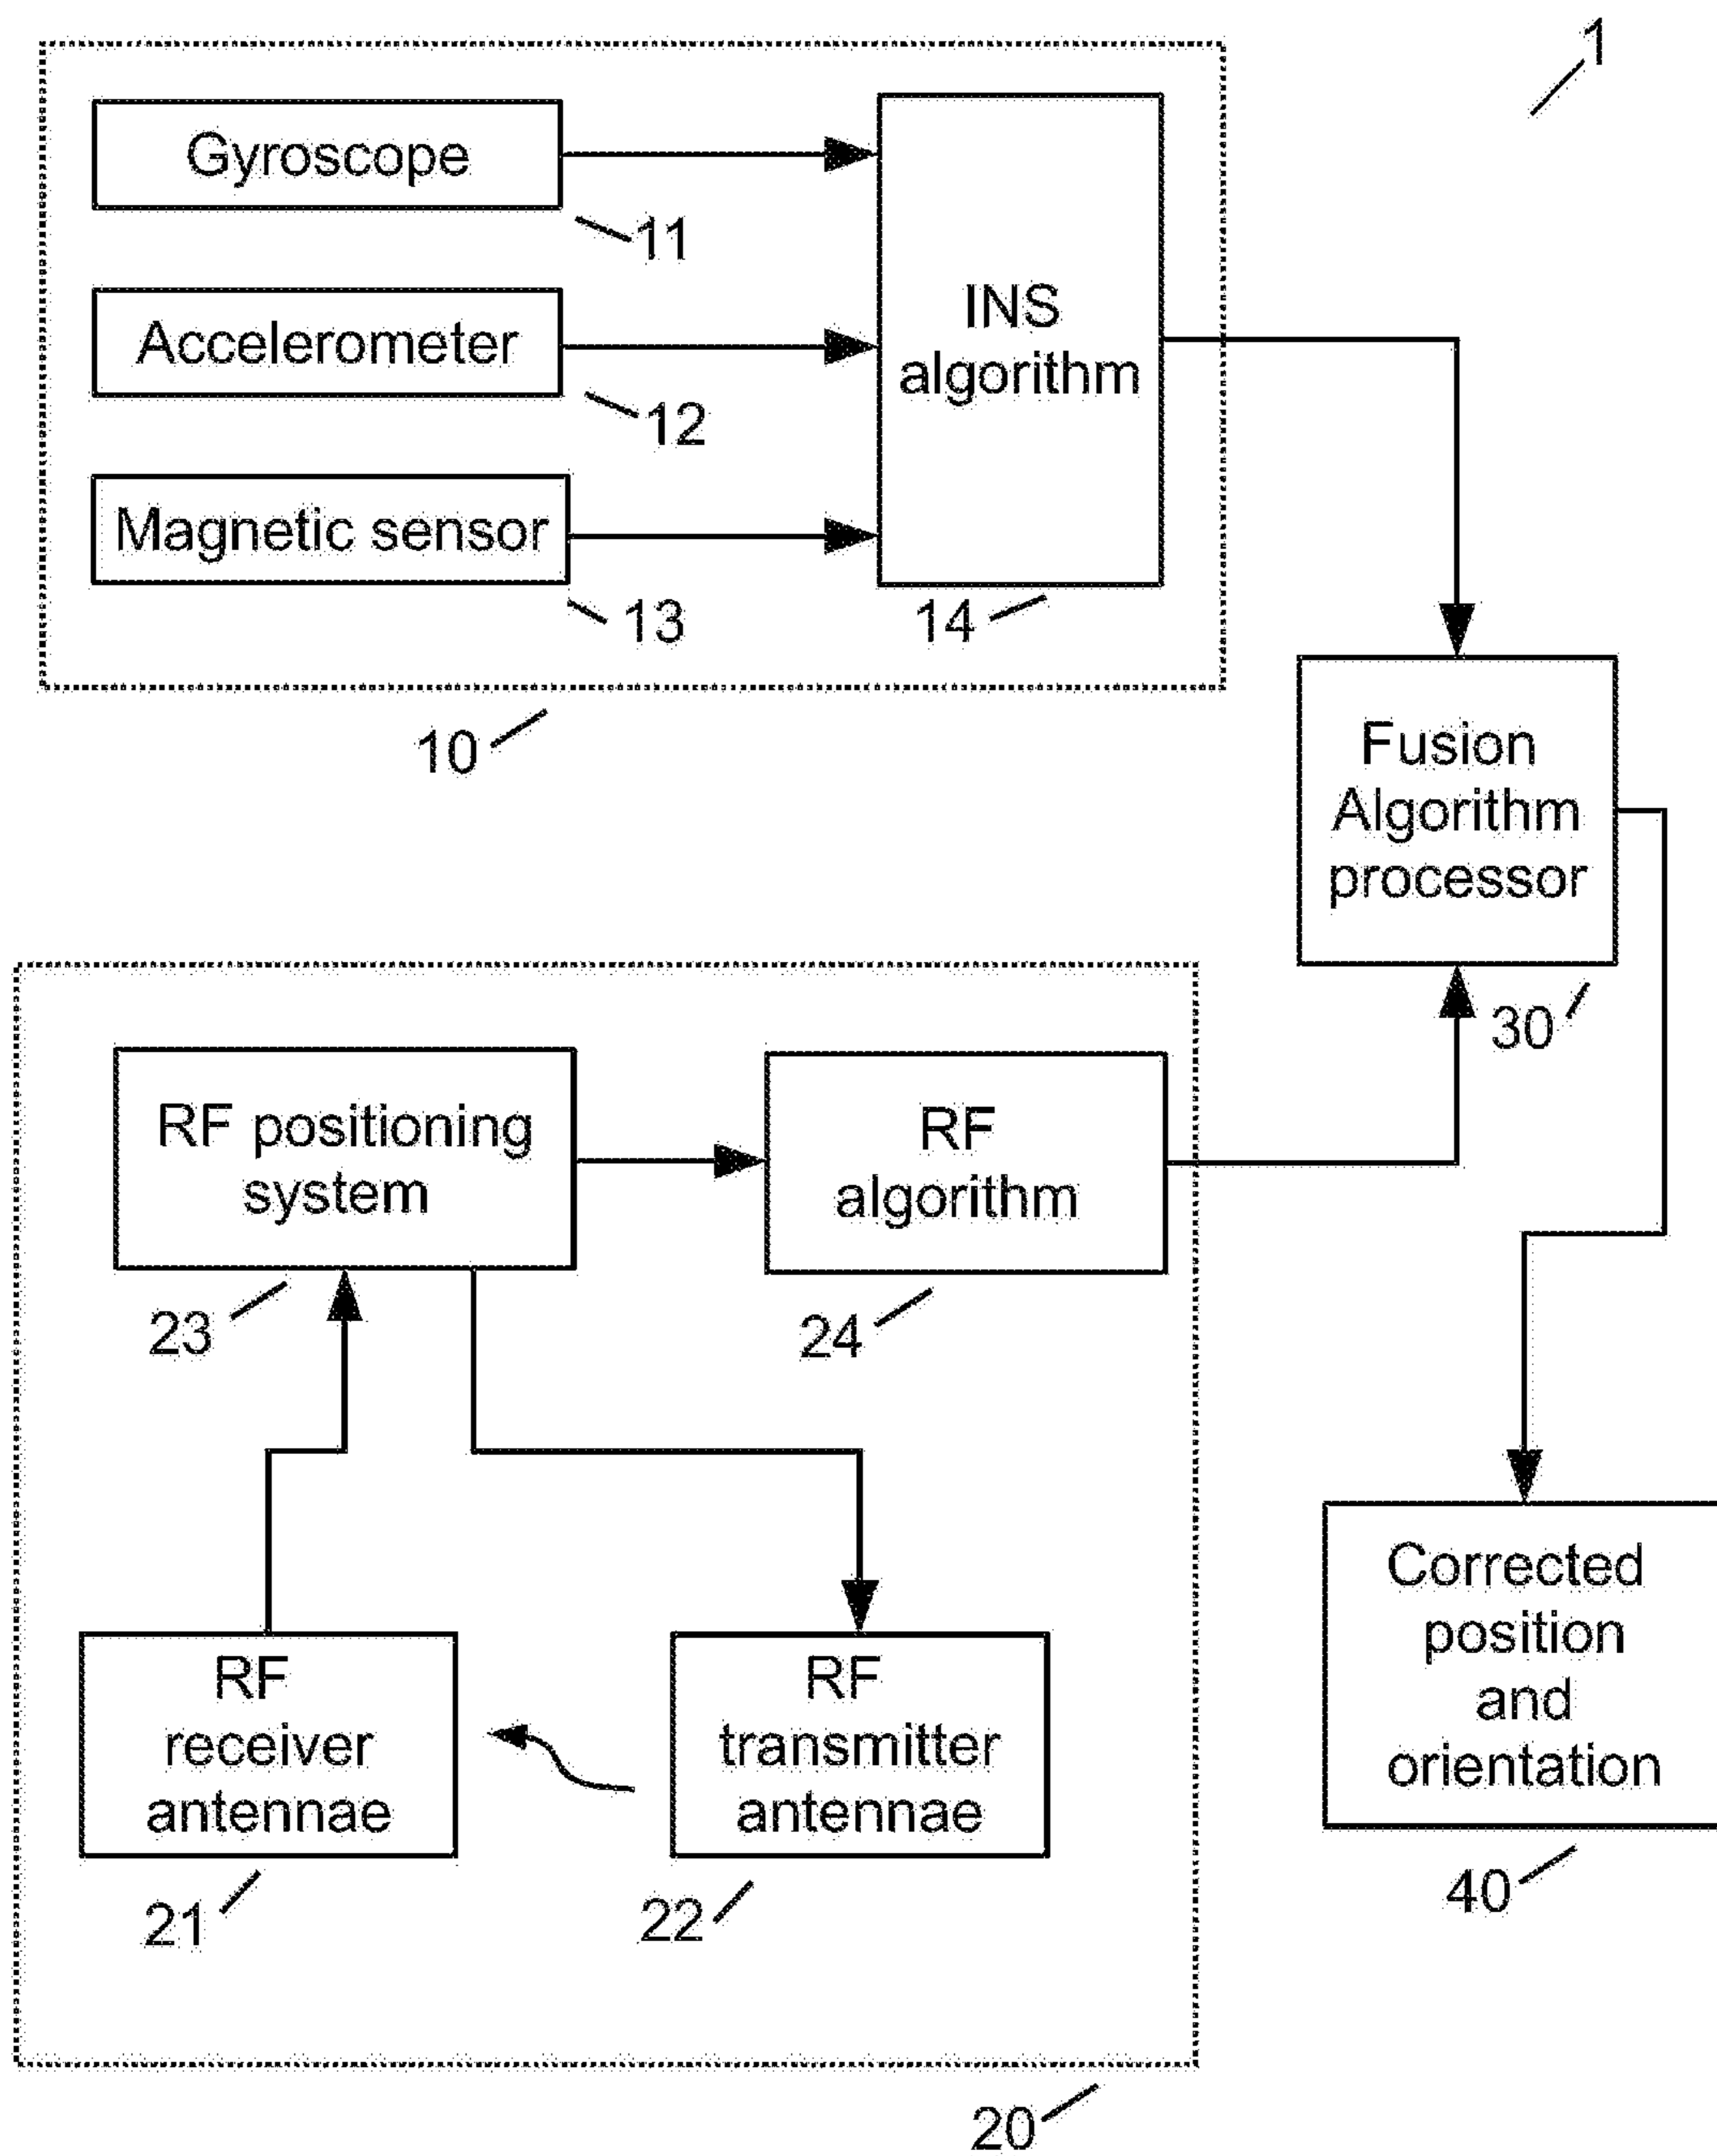 1
Gyroscope
11
Accelerometer
12
Magnetic sensor
13
INS
algorithm
14
10
Fusion
Algorithm
processor
30
RF positioning
system
23
RF
algorithm
24
RF
receiver
antennae
21
RF
transmitter
antennae
22
Corrected
position
and
orientation
40
20